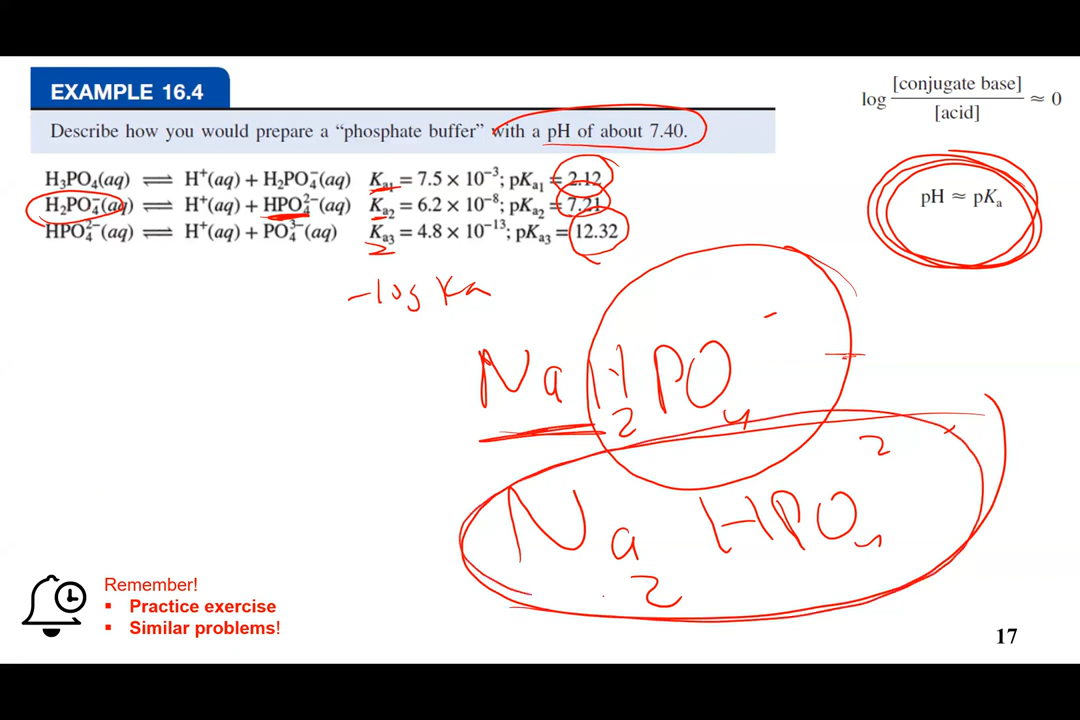 EXAMPLE 16.4
Describe how you would prepare a “phosphate buffer” with a pH of about 7.40.
log [conjugate base] / [acid] ≈ 0
H₃PO₄(aq) ⇌ H⁺(aq) + H₂PO₄⁻(aq) Kₐ₁ = 7.5 × 10⁻³; pKₐ₁ = 2.12
H₂PO₄⁻(aq) ⇌ H⁺(aq) + HPO₄²⁻(aq) Kₐ₂ = 6.2 × 10⁻⁸; pKₐ₂ = 7.21
HPO₄²⁻(aq) ⇌ H⁺(aq) + PO₄³⁻(aq) Kₐ₃ = 4.8 × 10⁻¹³; pKₐ₃ = 12.32
pH ≈ pKₐ
2
-log Ka
NaH₂PO₄⁻
Na₂HPO₄²
Remember!
▪ Practice exercise
▪ Similar problems!
17